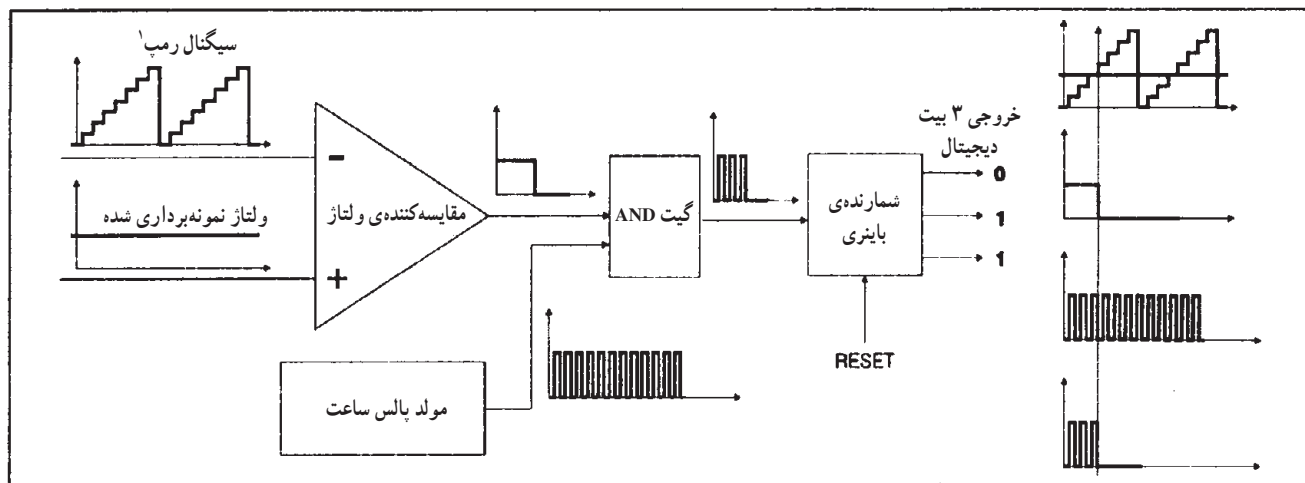 سیگنال رمپ۱
−
ولتاژ نمونه‌برداری شده
+
مقایسه‌کننده‌ی ولتاژ
گیت AND
شمارنده‌ی
باینری
خروجی ۳ بیت
دیجیتال
0
1
1
RESET
مولد پالس ساعت